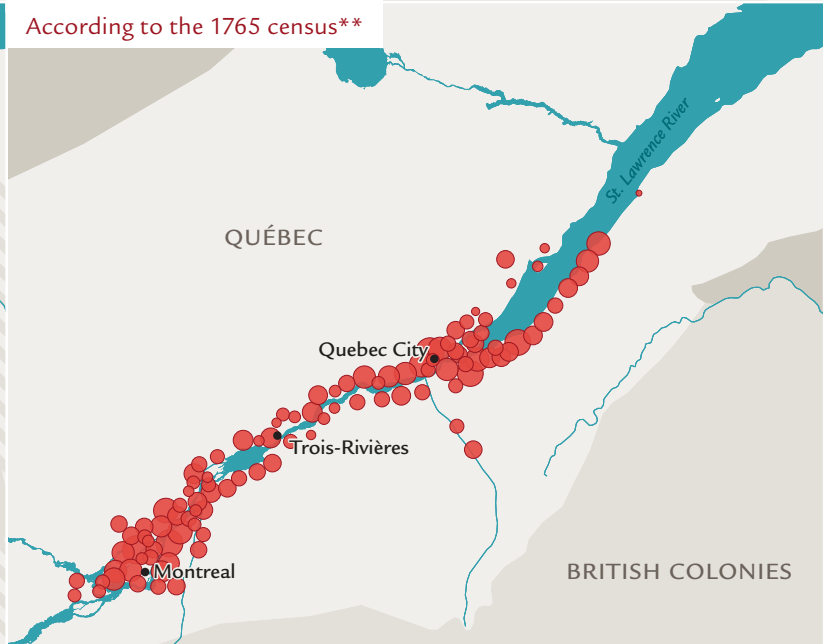 According to the 1765 census**
St. Lawrence River
QUÉBEC
Quebec City
Trois-Rivières
Montreal
BRITISH COLONIES